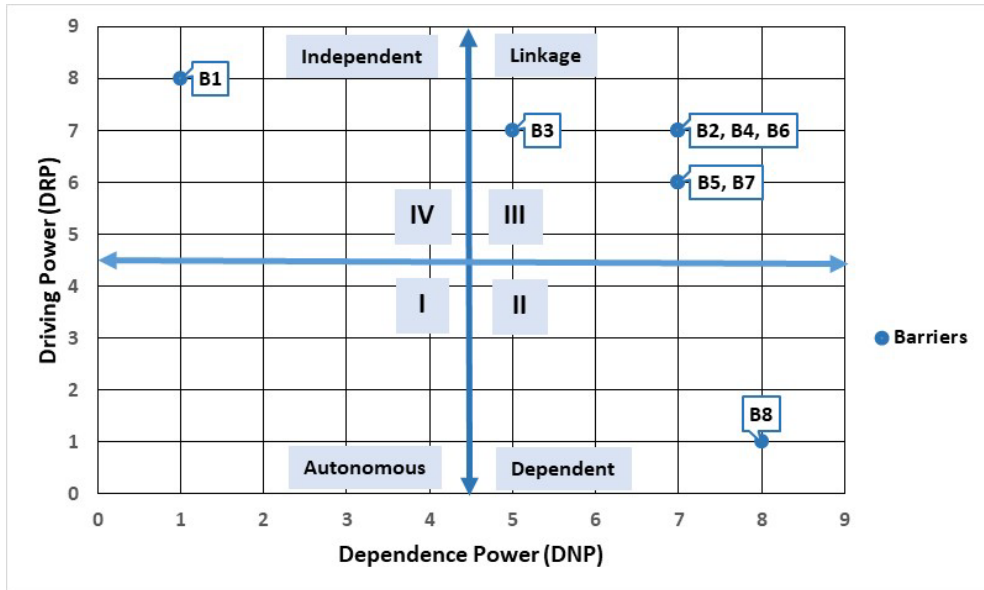 9
Independent
Linkage
8
B1
7
B3
B2, B4, B6
6
B5, B7
IV
III
5
Driving Power (DRP)
4
I
II
3
Barriers
2
B8
1
Autonomous
Dependent
0
0 1 2 3 4 5 6 7 8 9
Dependence Power (DNP)